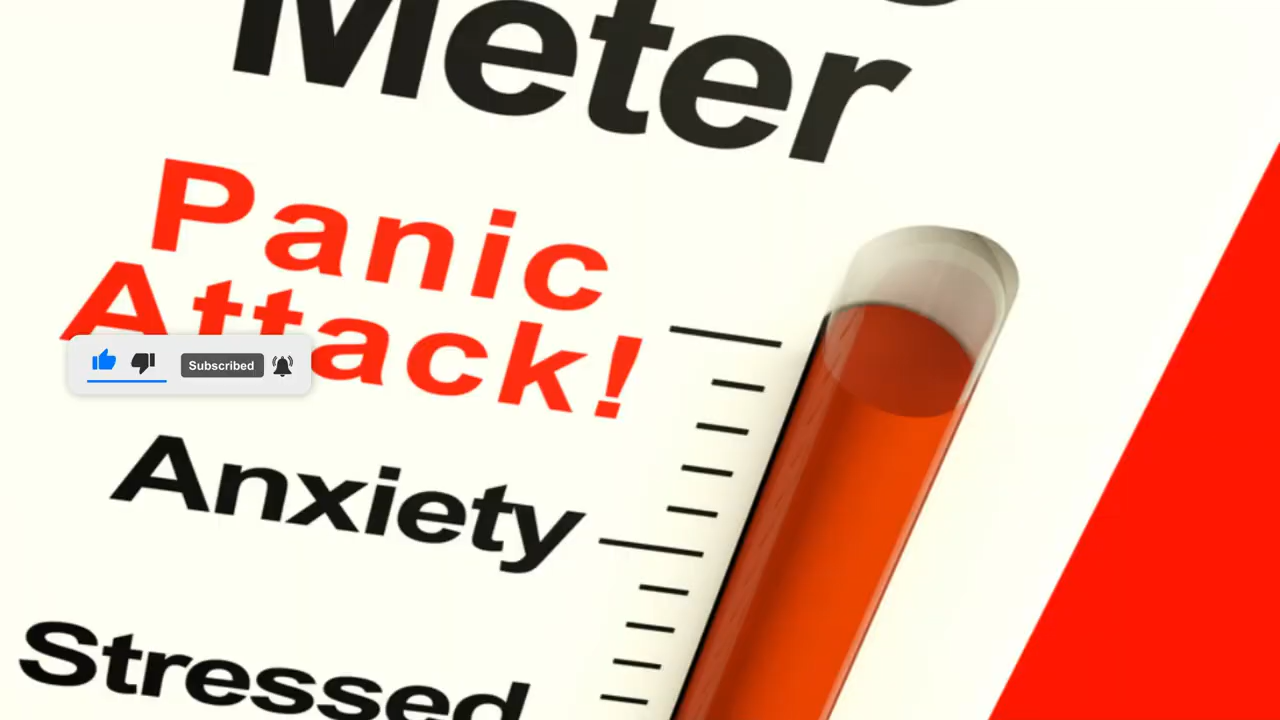 Meter
Panic
Attack!
Subscribed
Anxiety
Stressed